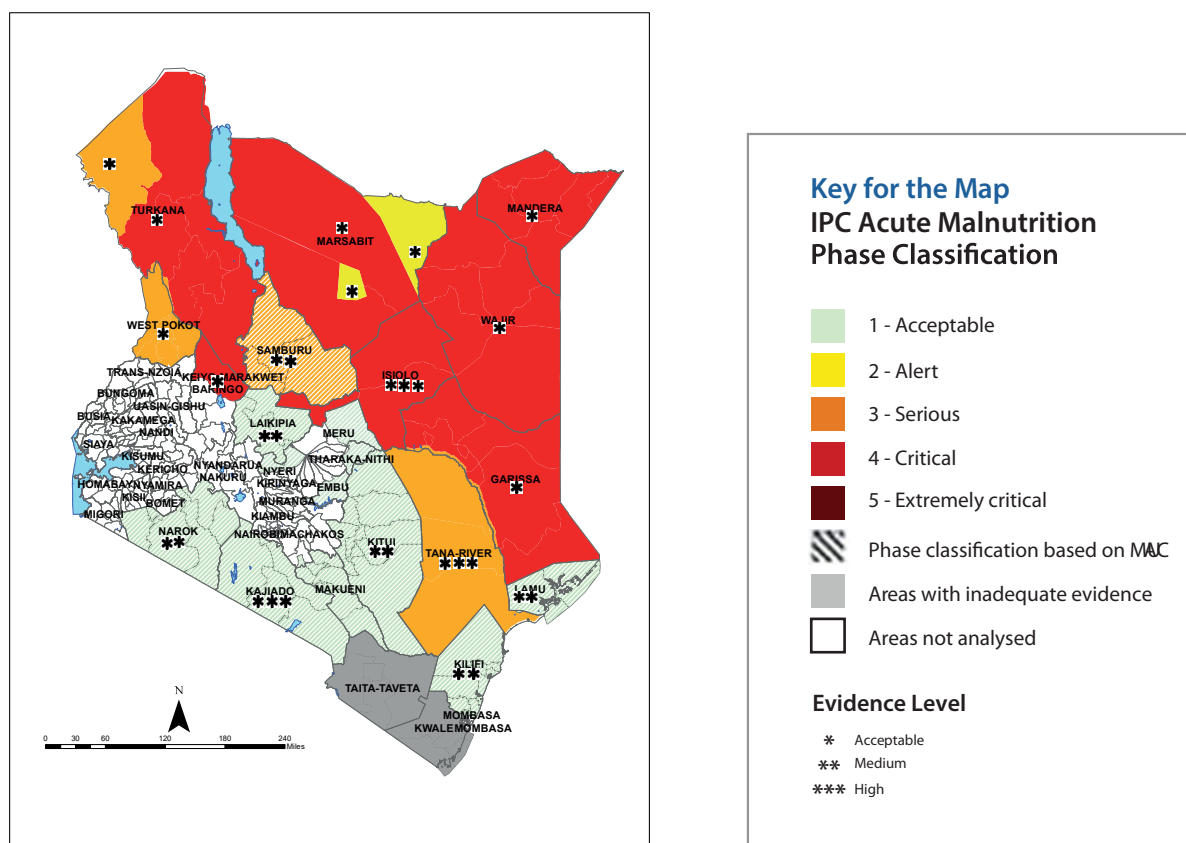 TURKANA
MANDERA
MARSABIT
WAJIR
WEST POKOT
SAMBURU
TRANS-NZOIA
KEIYO-MARAKWET
ISIOLO
BARINGO
BUNGOMA
UASIN-GISHU
BUSIA
KAKAMEGA
LAIKIPIA
NANDI
MERU
SIAYA
KISUMU
THARAKA-NITHI
NYANDARUA
KERICHO
NYERI
NAKURU
GARISSA
HOMABAY
NYAMIRA
KIRINYAGA
EMBU
KISII
BOMET
MURANGA
MIGORI
KIAMBU
NAROK
NAIROBI
MACHAKOS
KITUI
TANA-RIVER
KAJIADO
MAKUENI
LAMU
KILIFI
TAITA-TAVETA
MOMBASA
KWALE
MOMBASA
N
0 30 60 120 180 240
Miles
Key for the Map
IPC Acute Malnutrition
Phase Classification
1 - Acceptable
2 - Alert
3 - Serious
4 - Critical
5 - Extremely critical
Phase classification based on MUAC
Areas with inadequate evidence
Areas not analysed
Evidence Level
* Acceptable
** Medium
*** High